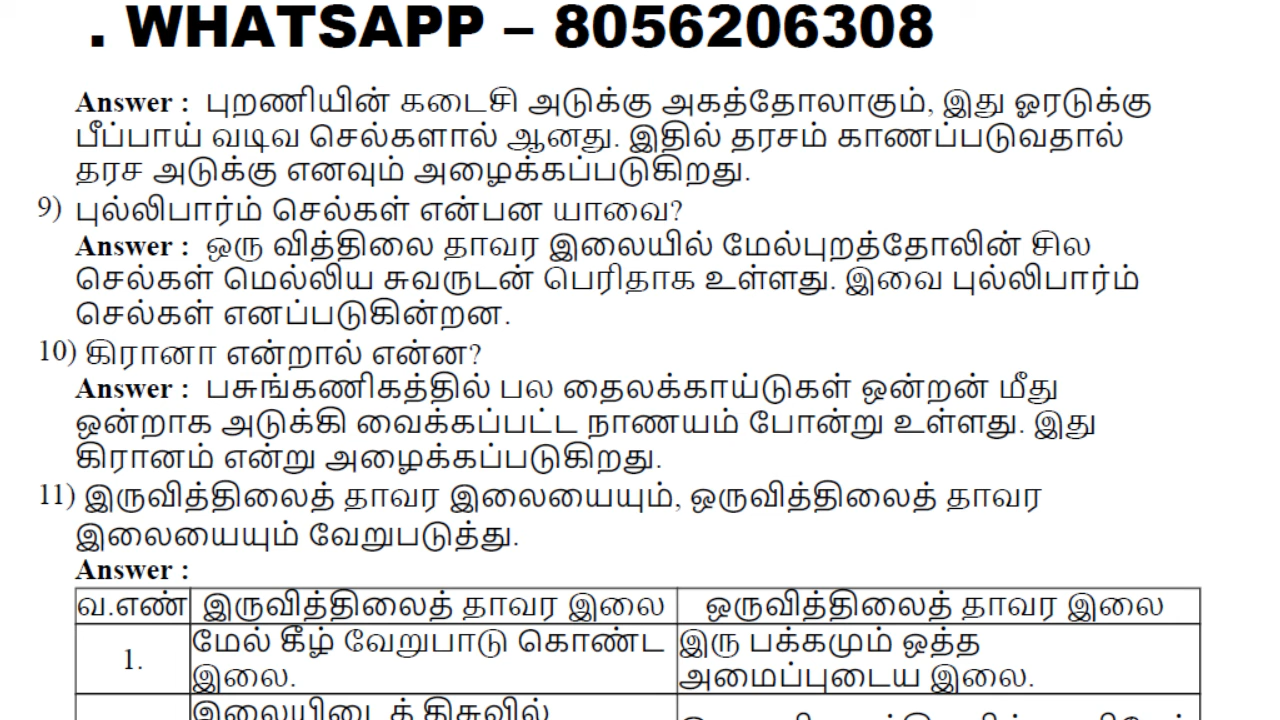 . WHATSAPP – 8056206308
Answer : புறணியின் கடைசி அடுக்கு அகத்தோலாகும், இது ஓரடுக்கு
பீப்பாய் வடிவ செல்களால் ஆனது. இதில் தரசம் காணப்படுவதால்
தரச அடுக்கு எனவும் அழைக்கப்படுகிறது.
9) புல்லிபார்ம் செல்கள் என்பன யாவை?
Answer : ஒரு வித்திலை தாவர இலையில் மேல்புறத்தோலின் சில
செல்கள் மெல்லிய சுவருடன் பெரிதாக உள்ளது. இவை புல்லிபார்ம்
செல்கள் எனப்படுகின்றன.
10) கிரானா என்றால் என்ன?
Answer : பசுங்கணிகத்தில் பல தைலக்காய்டுகள் ஒன்றன் மீது
ஒன்றாக அடுக்கி வைக்கப்பட்ட நாணயம் போன்று உள்ளது. இது
கிரானம் என்று அழைக்கப்படுகிறது.
11) இருவித்திலைத் தாவர இலையையும், ஒருவித்திலைத் தாவர
இலையையும் வேறுபடுத்து.
Answer :
வ.எண் இருவித்திலைத் தாவர இலை ஒருவித்திலைத் தாவர இலை
மேல் கீழ் வேறுபாடு கொண்ட இரு பக்கமும் ஒத்த
1.
இலை. அமைப்புடைய இலை.
இலையிடைத் திசுவில்